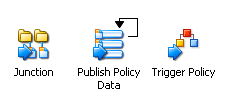 Junction
Publish Policy
Data
Trigger Policy